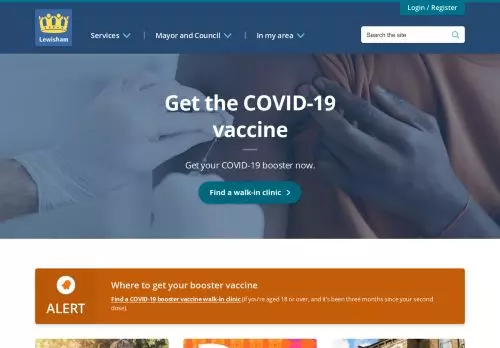 Login / Register
Lewisham
Services
Mayor and Council
In my area
Search the site
Get the COVID-19
vaccine
Get your COVID-19 booster now.
Find a walk-in clinic
ALERT
Where to get your booster vaccine
Find a COVID-19 booster vaccine walk-in clinic (if you're aged 18 or over, and it's been three months since your second
dose).